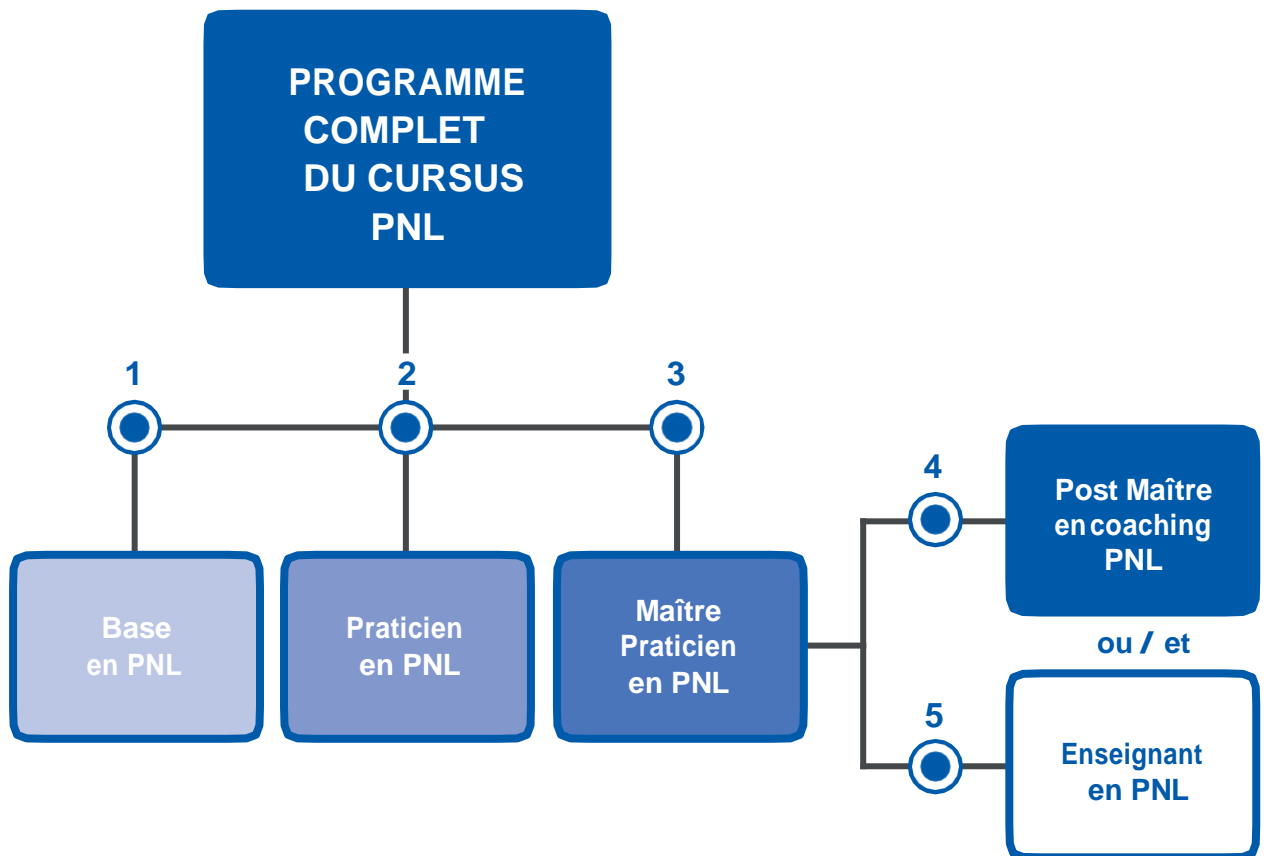 PROGRAMME
COMPLET
DU CURSUS
PNL
1
2
3
Base
en PNL
Praticien
en PNL
Maître
Praticien
en PNL
4
Post Maître
en coaching
PNL
ou / et
5
Enseignant
en PNL